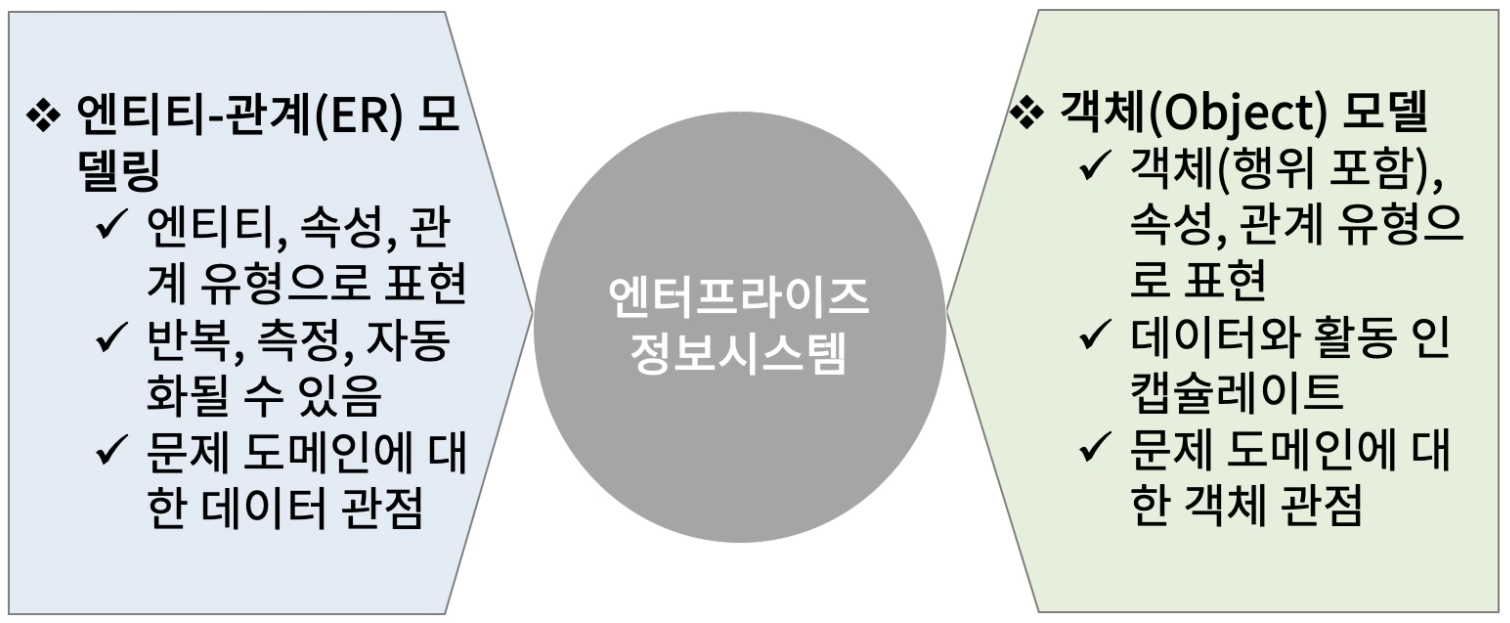 ❖ 엔티티-관계(ER) 모
델링
✓ 엔티티, 속성, 관
계 유형으로 표현
✓ 반복, 측정, 자동
화될 수 있음
✓ 문제 도메인에 대
한 데이터 관점
엔터프라이즈
정보시스템
❖ 객체(Object) 모델
✓ 객체(행위 포함),
속성, 관계 유형으
로 표현
✓ 데이터와 활동 인
캡슐레이트
✓ 문제 도메인에 대
한 객체 관점